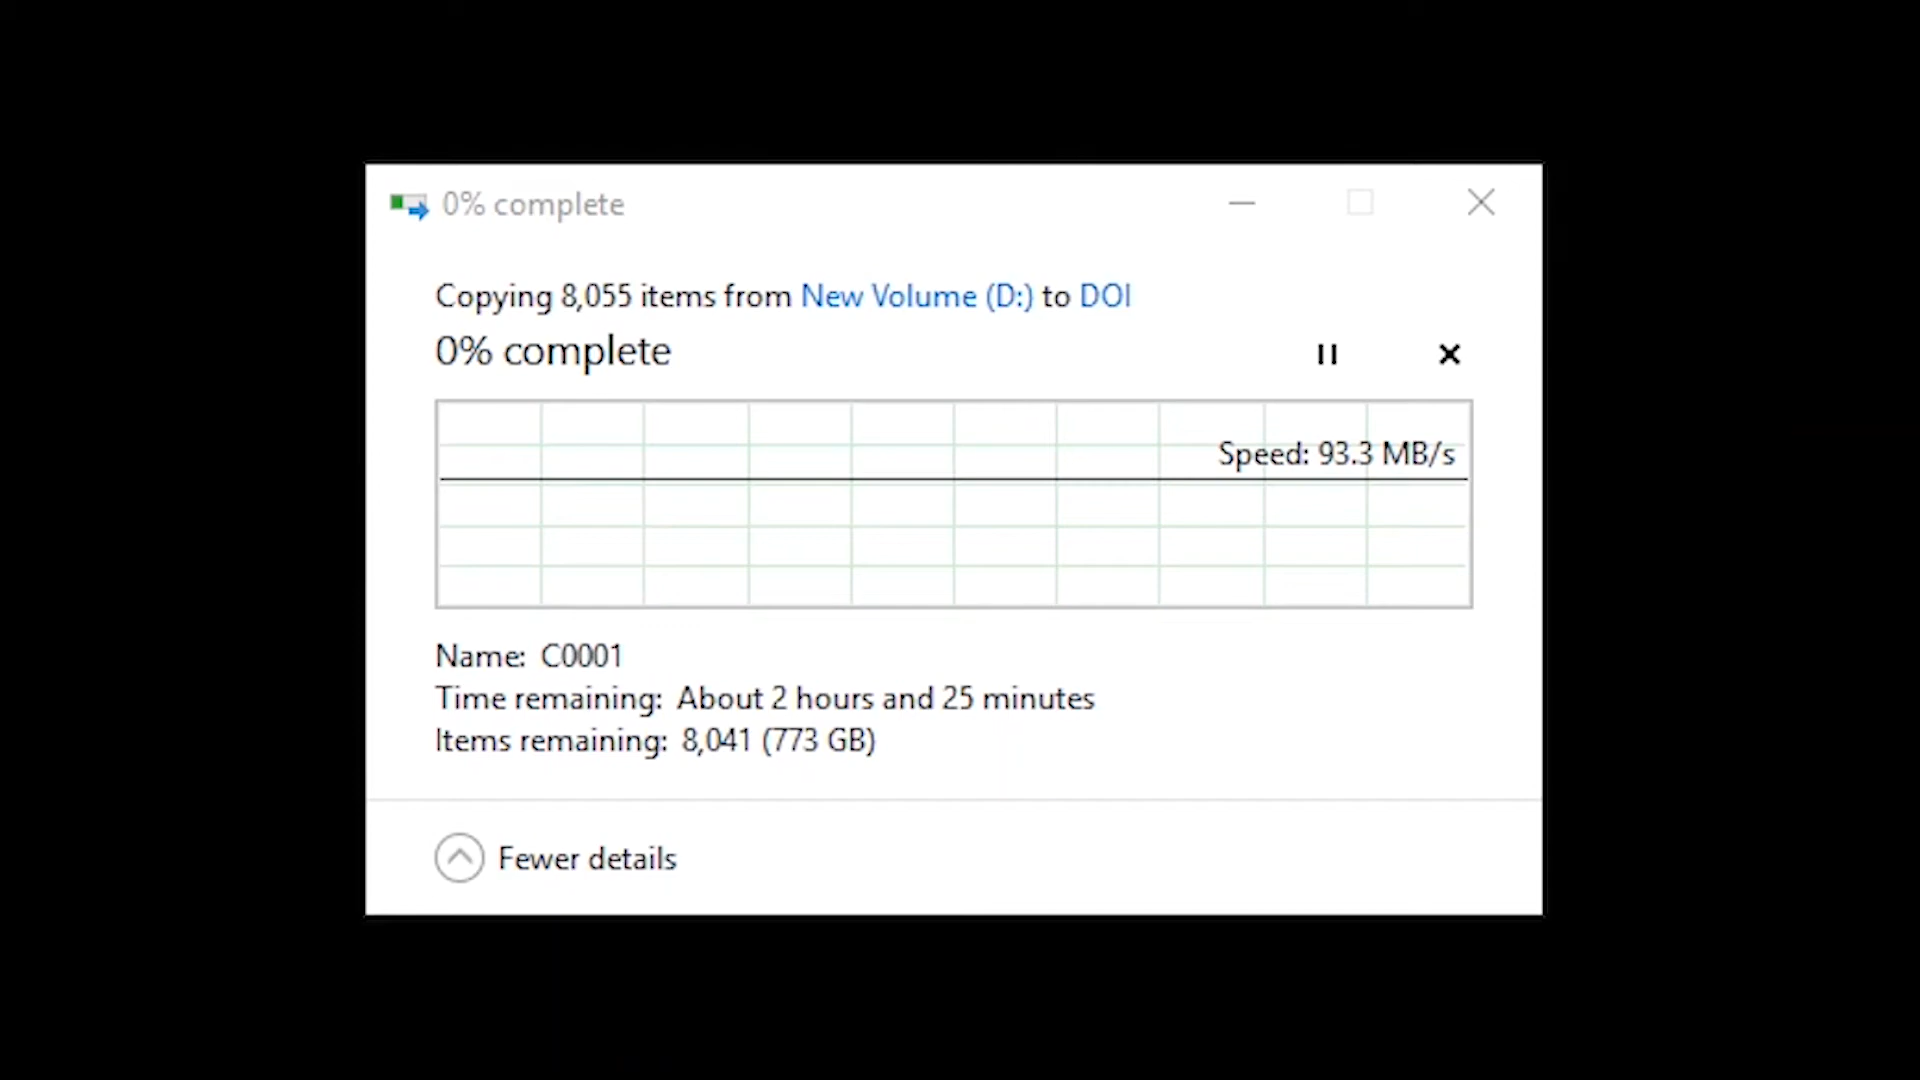 0% complete
Copying 8,055 items from New Volume (D:) to DOI
0% complete
Speed: 93.3 MB/s
Name: C0001
Time remaining: About 2 hours and 25 minutes
Items remaining: 8,041 (773 GB)
Fewer details